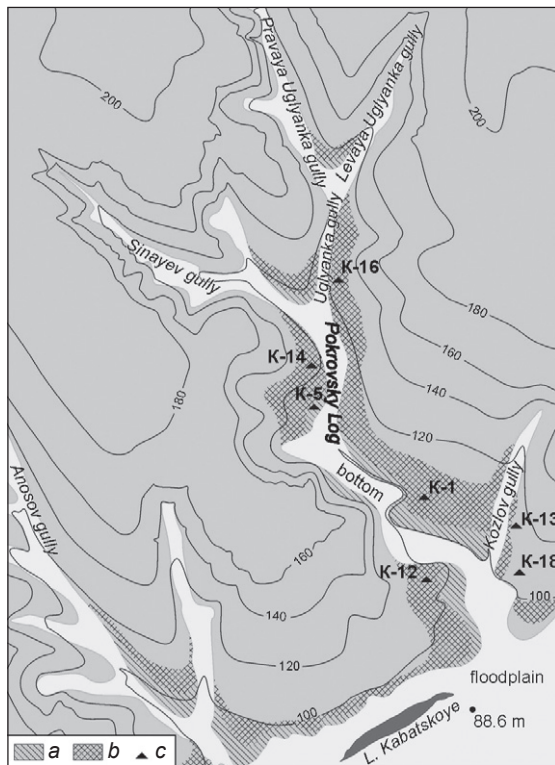 Pravaya Uglyanka gully
Levaya Uglyanka gully
200
200
Sinayev gully
Uglyanka gully
К-16
180
160
К-14
Pokrovsky Log
140
180
К-5
120
Anosov gully
bottom
К-1
Kozlov gully
К-13
160
К-12
К-18
140
100
120
floodplain
100
L. Kabatskoye
88.6 m
a
b
c